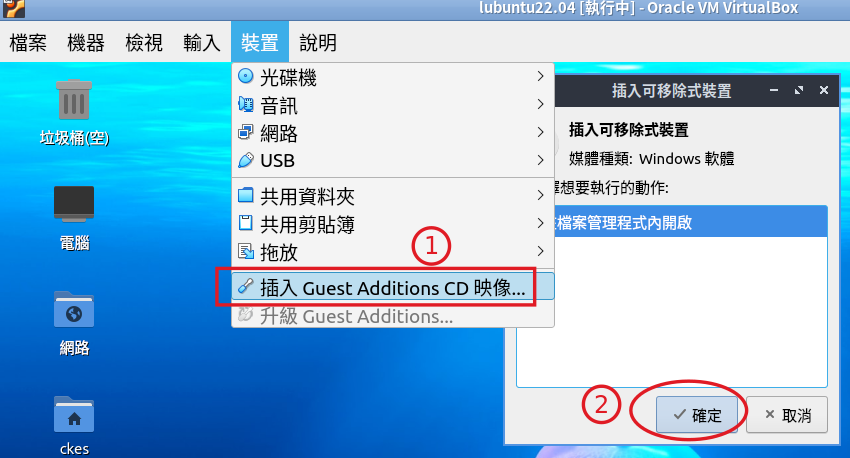 lubuntu22.04 [執行中] - Oracle VM VirtualBox
檔案 機器 檢視 輸入 裝置 說明
垃圾桶(空)
電腦
網路
ckes
光碟機
音訊
網路
USB
共用資料夾
共用剪貼簿
拖放
1
插入 Guest Additions CD 映像...
升級 Guest Additions...
插入可移除式裝置
插入可移除式裝置
媒體種類: Windows 軟體
想要執行的動作:
檔案管理程式內開啟
2
確定
取消